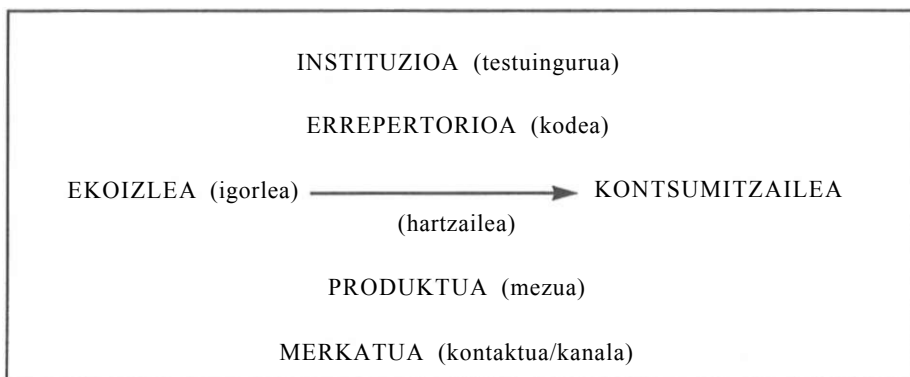 INSTITUZIOA (testuingurua)
ERREPERTORIOA (kodea)
EKOIZLEA (igorlea) KONTSUMITZAILEA
(hartzailea)
PRODUKTUA (mezua)
MERKATUA (kontaktua/kanala)